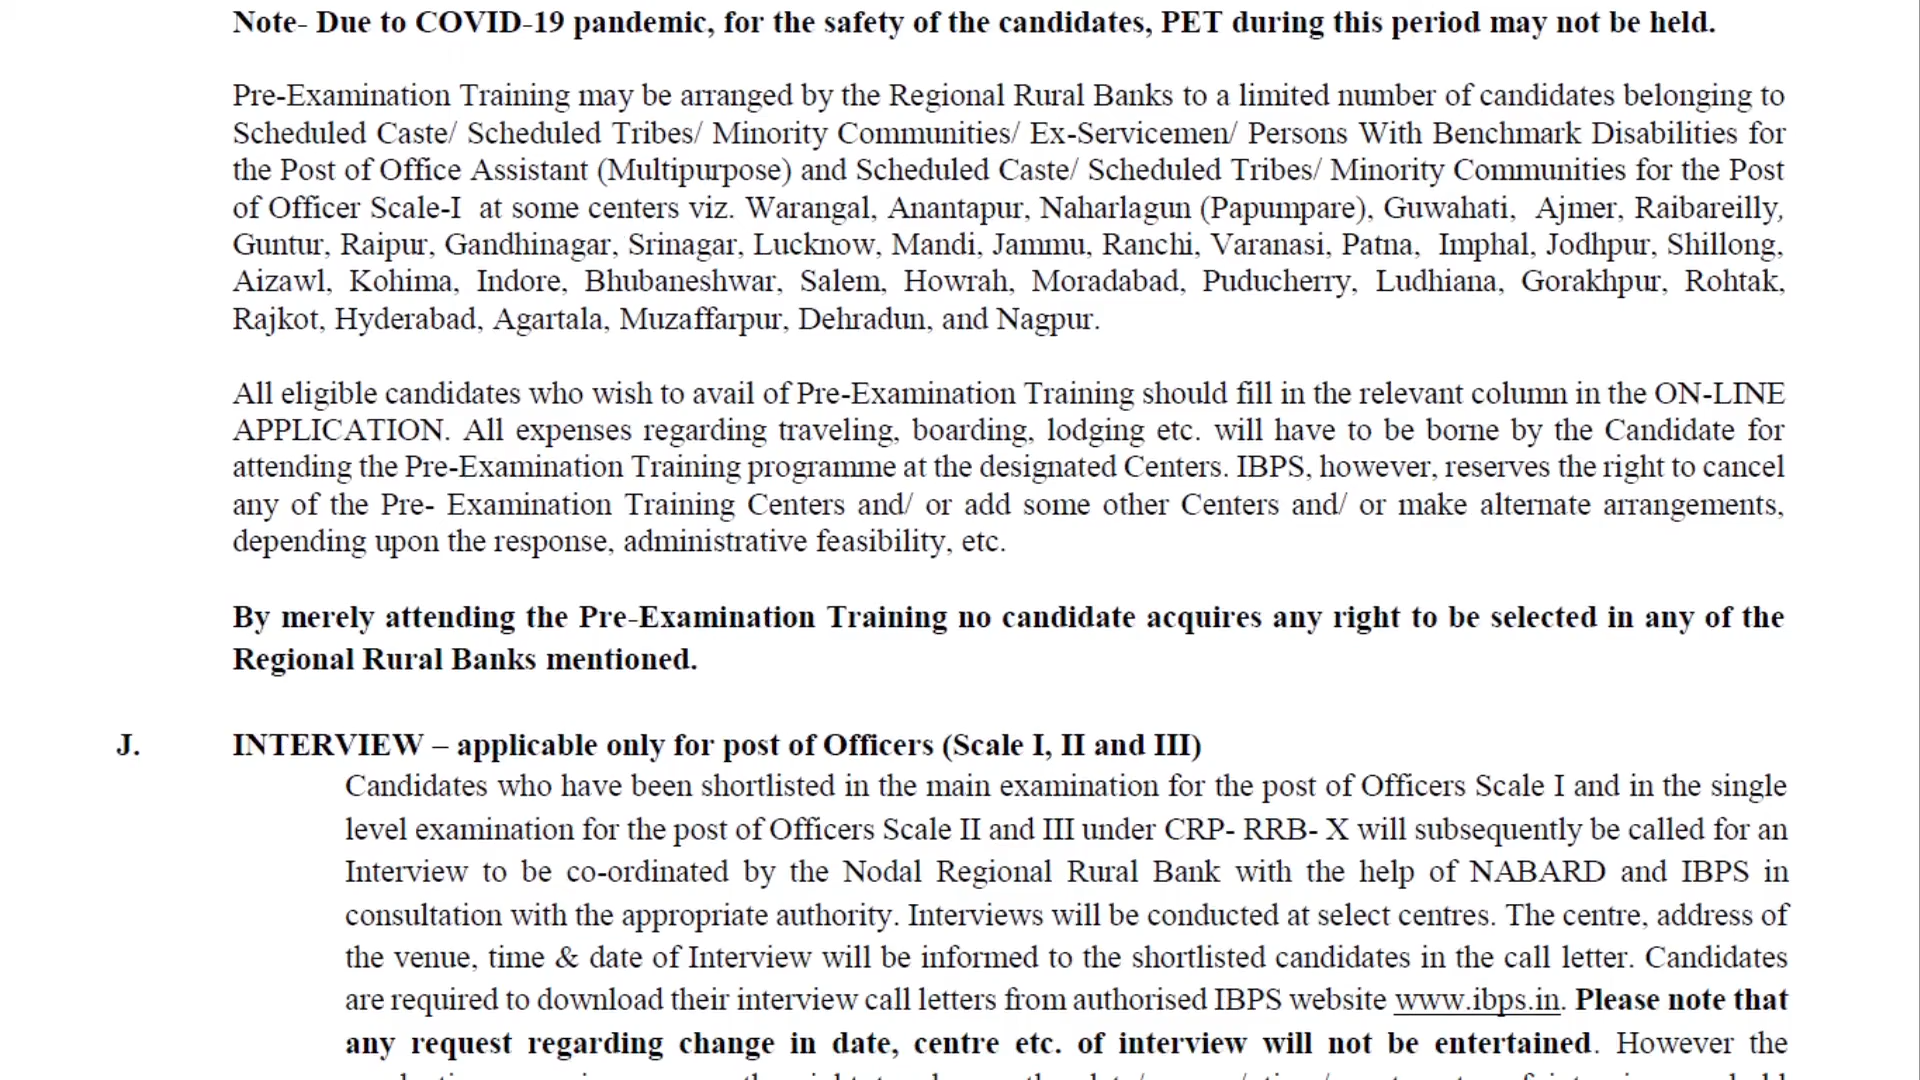 Note- Due to COVID-19 pandemic, for the safety of the candidates, PET during this period may not be held.
Pre-Examination Training may be arranged by the Regional Rural Banks to a limited number of candidates belonging to
Scheduled Caste/ Scheduled Tribes/ Minority Communities/ Ex-Servicemen/ Persons With Benchmark Disabilities for
the Post of Office Assistant (Multipurpose) and Scheduled Caste/ Scheduled Tribes/ Minority Communities for the Post
of Officer Scale-I at some centers viz. Warangal, Anantapur, Naharlagun (Papumpare), Guwahati, Ajmer, Raibareilly,
Guntur, Raipur, Gandhinagar, Srinagar, Lucknow, Mandi, Jammu, Ranchi, Varanasi, Patna, Imphal, Jodhpur, Shillong,
Aizawl, Kohima, Indore, Bhubaneshwar, Salem, Howrah, Moradabad, Puducherry, Ludhiana, Gorakhpur, Rohtak,
Rajkot, Hyderabad, Agartala, Muzaffarpur, Dehradun, and Nagpur.
All eligible candidates who wish to avail of Pre-Examination Training should fill in the relevant column in the ON-LINE
APPLICATION. All expenses regarding traveling, boarding, lodging etc. will have to be borne by the Candidate for
attending the Pre-Examination Training programme at the designated Centers. IBPS, however, reserves the right to cancel
any of the Pre- Examination Training Centers and/ or add some other Centers and/ or make alternate arrangements,
depending upon the response, administrative feasibility, etc.
By merely attending the Pre-Examination Training no candidate acquires any right to be selected in any of the
Regional Rural Banks mentioned.
J. INTERVIEW – applicable only for post of Officers (Scale I, II and III)
Candidates who have been shortlisted in the main examination for the post of Officers Scale I and in the single
level examination for the post of Officers Scale II and III under CRP- RRB- X will subsequently be called for an
Interview to be co-ordinated by the Nodal Regional Rural Bank with the help of NABARD and IBPS in
consultation with the appropriate authority. Interviews will be conducted at select centres. The centre, address of
the venue, time & date of Interview will be informed to the shortlisted candidates in the call letter. Candidates
are required to download their interview call letters from authorised IBPS website www.ibps.in. Please note that
any request regarding change in date, centre etc. of interview will not be entertained. However the